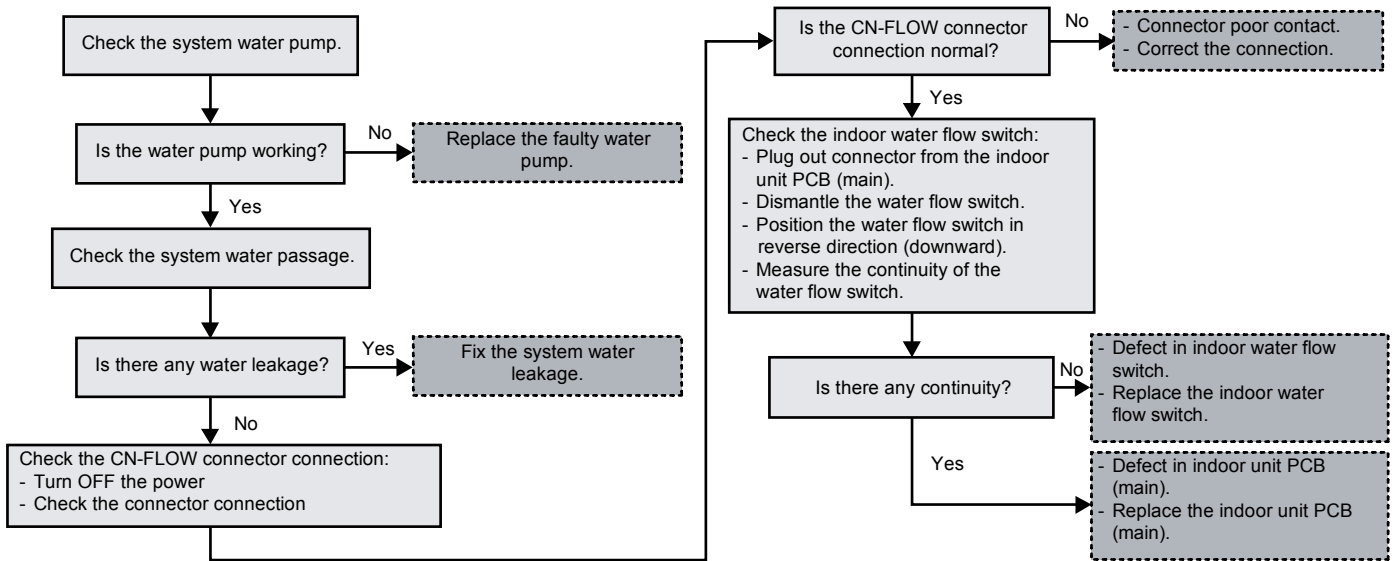 Check the system water pump.
Is the water pump working?
No
Replace the faulty water
pump.
Yes
Check the system water passage.
Is there any water leakage?
Yes
Fix the system water
leakage.
No
Check the CN-FLOW connector connection:
- Turn OFF the power
- Check the connector connection
Is the CN-FLOW connector
connection normal?
No
- Connector poor contact.
- Correct the connection.
Yes
Check the indoor water flow switch:
- Plug out connector from the indoor
unit PCB (main).
- Dismantle the water flow switch.
- Position the water flow switch in
reverse direction (downward).
- Measure the continuity of the
water flow switch.
Is there any continuity?
No
- Defect in indoor water flow
switch.
- Replace the indoor water
flow switch.
Yes
- Defect in indoor unit PCB
(main).
- Replace the indoor unit PCB
(main).